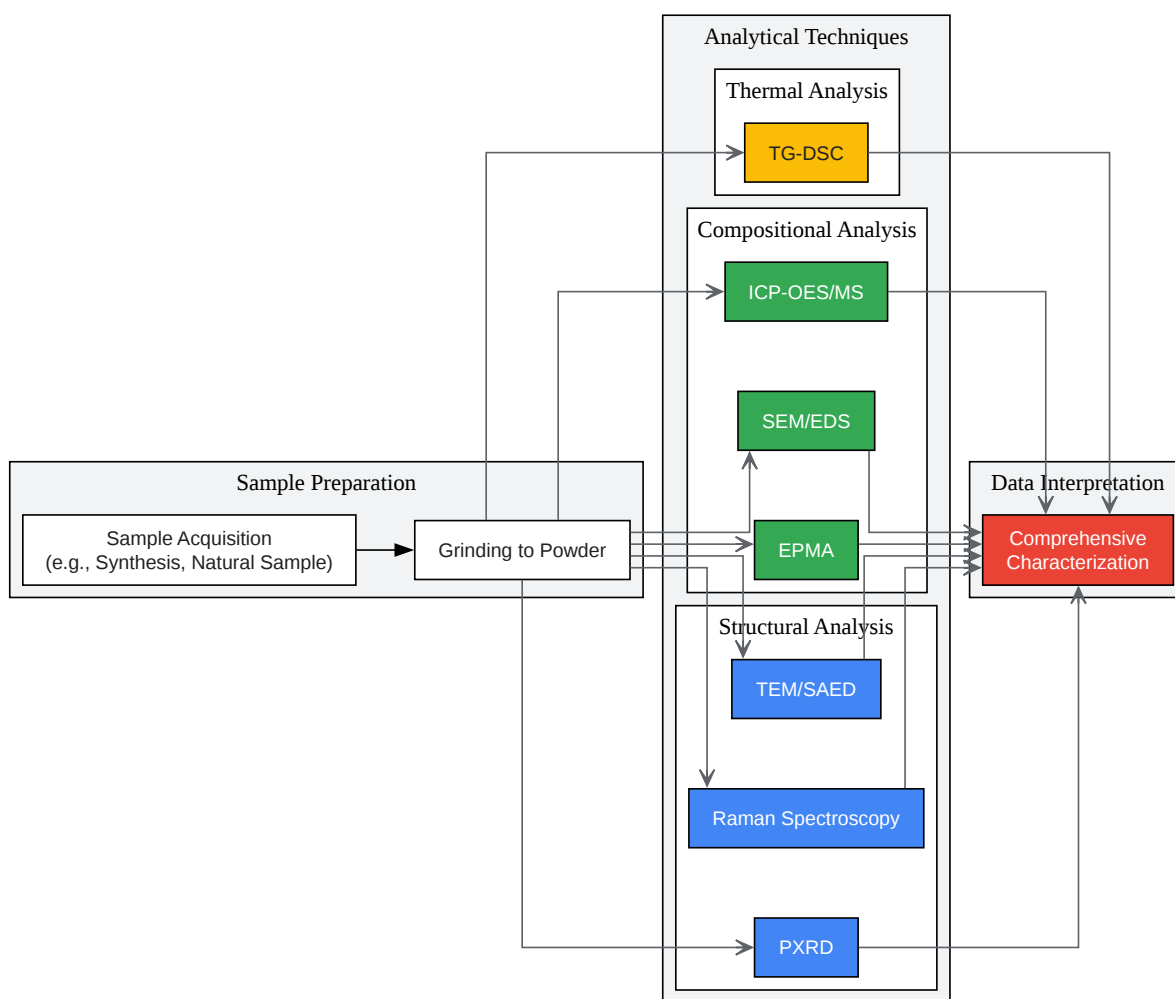 Analytical Techniques
Thermal Analysis
TG-DSC
Compositional Analysis
ICP-OES/MS
SEM/EDS
EPMA
Sample Preparation
Sample Acquisition
(e.g., Synthesis, Natural Sample)
Grinding to Powder
Data Interpretation
Comprehensive
Characterization
Structural Analysis
TEM/SAED
Raman Spectroscopy
PXRD